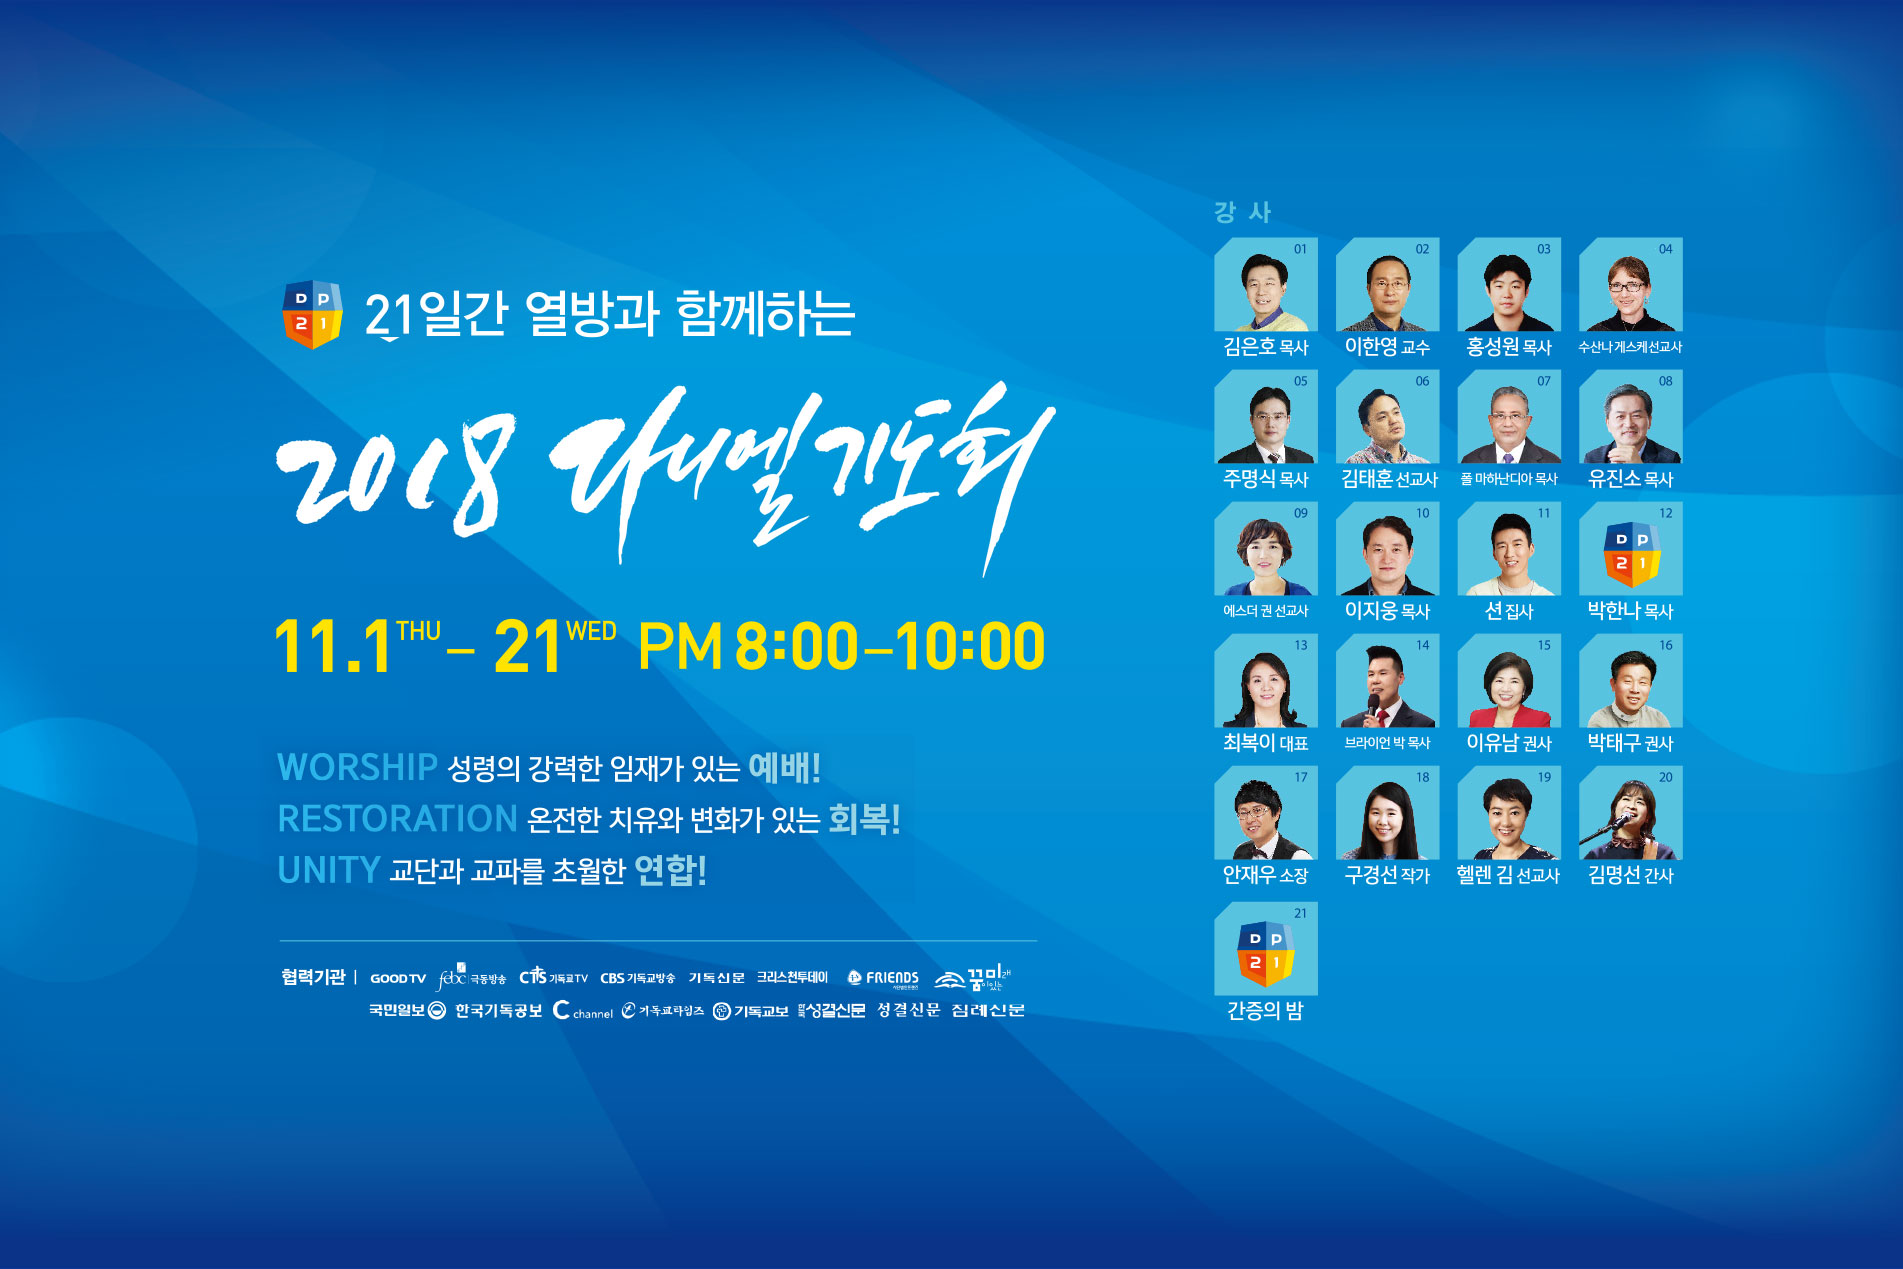 DP
21
21일간 열방과 함께하는
2018 다니엘기도회
11.1THU – 21WED PM 8:00–10:00
WORSHIP 성령의 강력한 임재가 있는 예배!
RESTORATION 온전한 치유와 변화가 있는 회복!
UNITY 교단과 교파를 초월한 연합!
협력기관 | GOODTV febc 극동방송 CTS 기독교TV CBS 기독교방송 기독신문 크리스천투데이 FRIENDS 꿈이있는미래
국민일보 한국기독공보 C channel 기독교타임즈 기독교보 한국성결신문 성결신문 침례신문
강 사
01 02 03 04
김은호 목사 이한영 교수 홍성원 목사 수산나 게스케선교사
05 06 07 08
주명식 목사 김태훈 선교사 폴 마하난디아 목사 유진소 목사
09 10 11 12
DP
21
에스더 권 선교사 이지웅 목사 션 집사 박한나 목사
13 14 15 16
최복이 대표 브라이언 박 목사 이유남 권사 박태구 권사
17 18 19 20
안재우 소장 구경선 작가 헬렌 김 선교사 김명선 간사
21
DP
21
간증의 밤